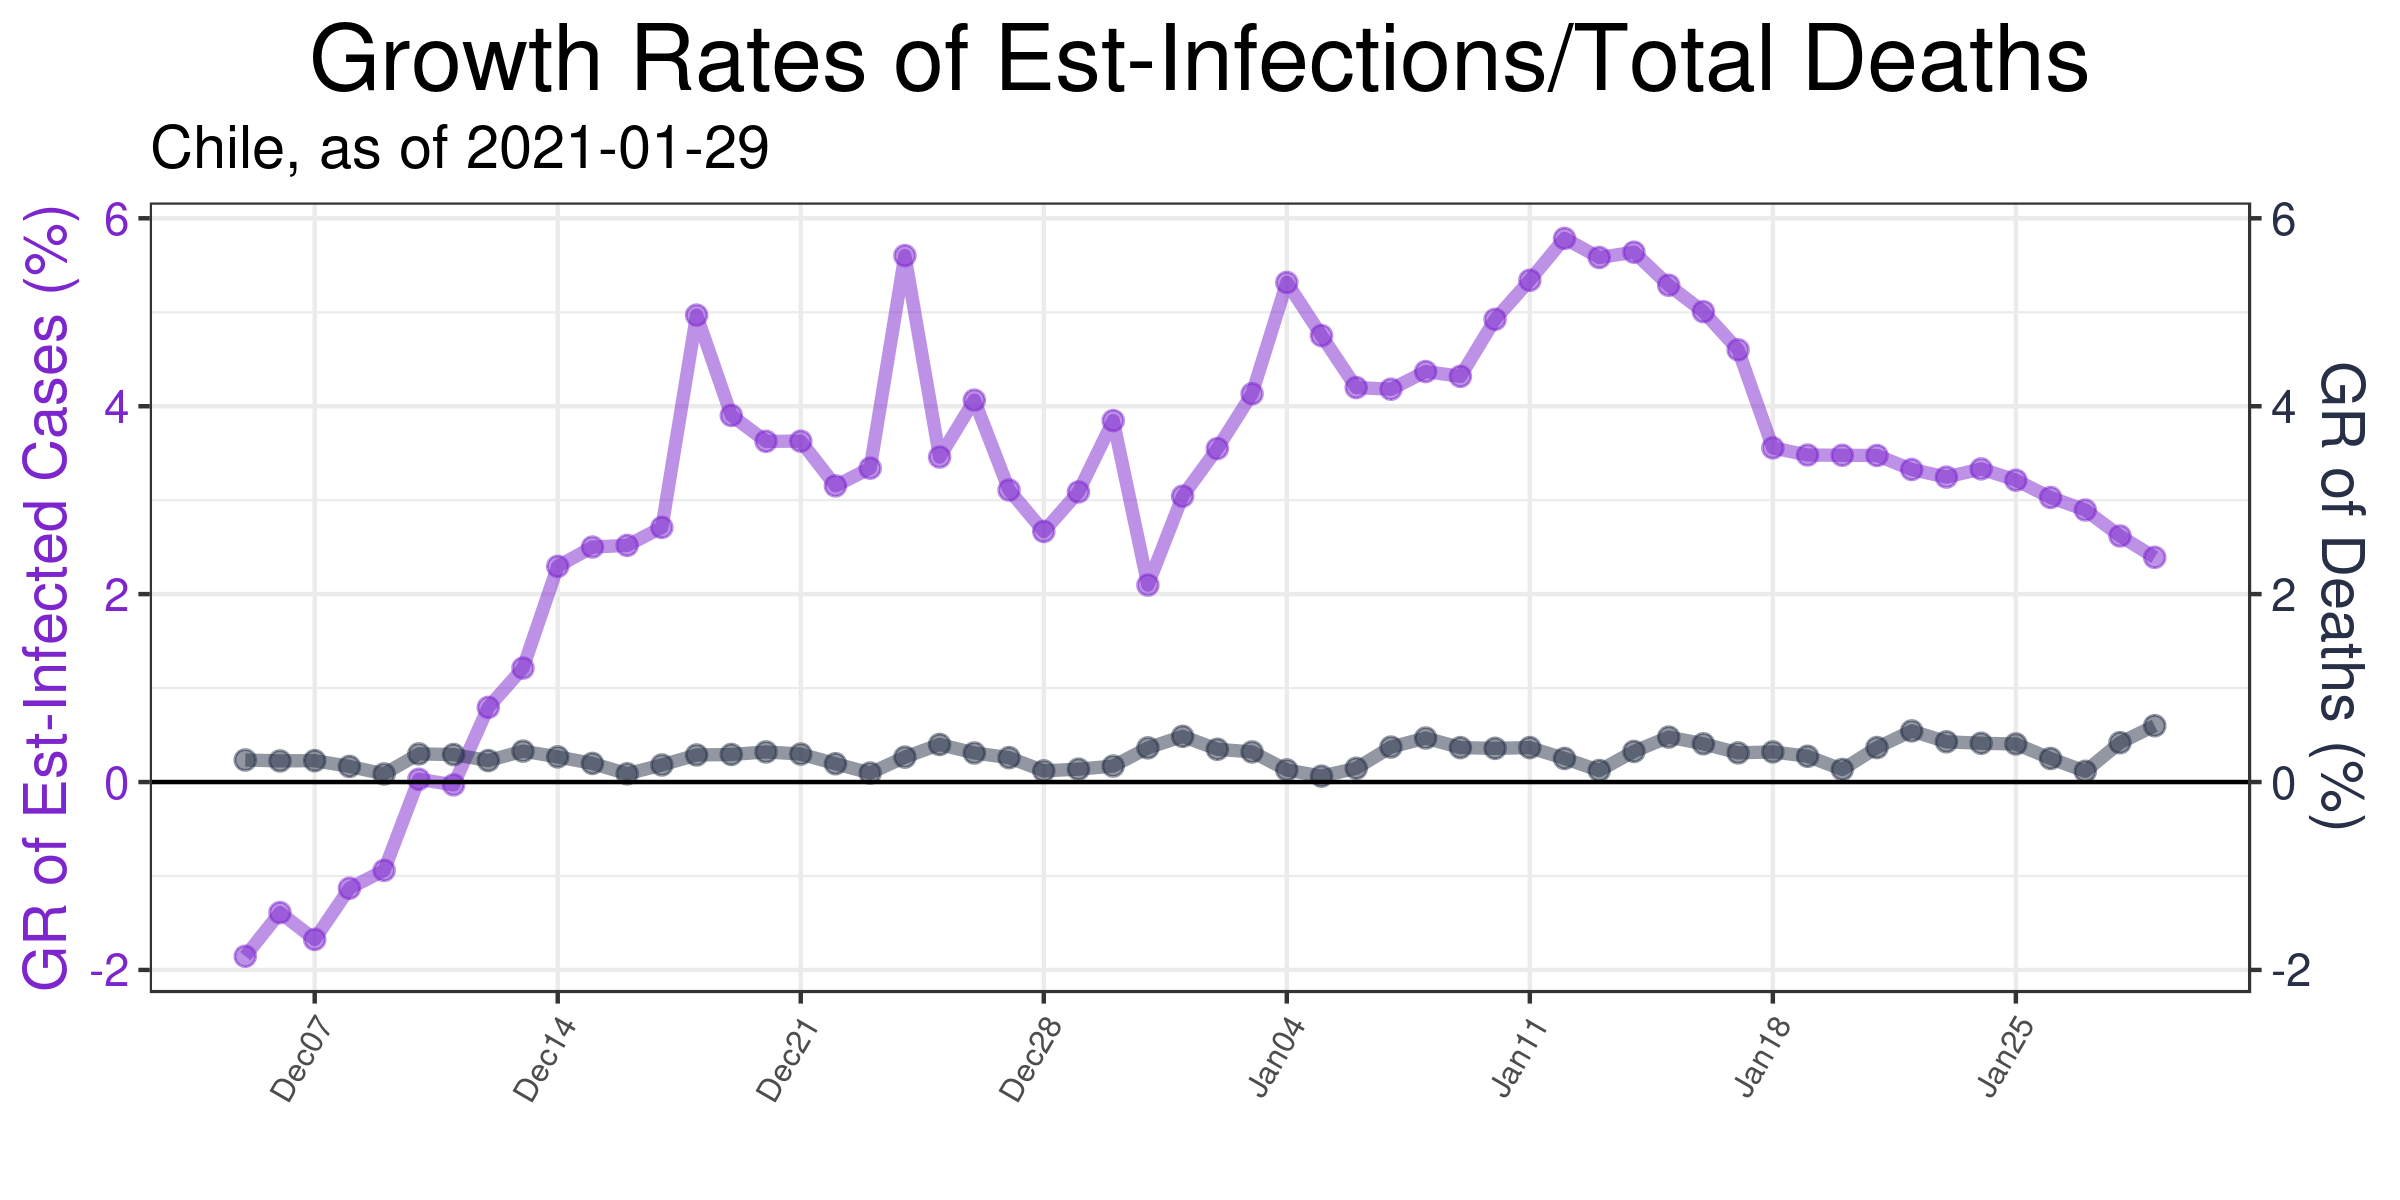 Growth Rates of Est-Infections/Total Deaths
Chile, as of 2021-01-29
GR of Est-Infected Cases (%)
6
4
2
0
-2
6
4
2
0
-2
GR of Deaths (%)
Dec07
Dec14
Dec21
Dec28
Jan04
Jan11
Jan18
Jan25